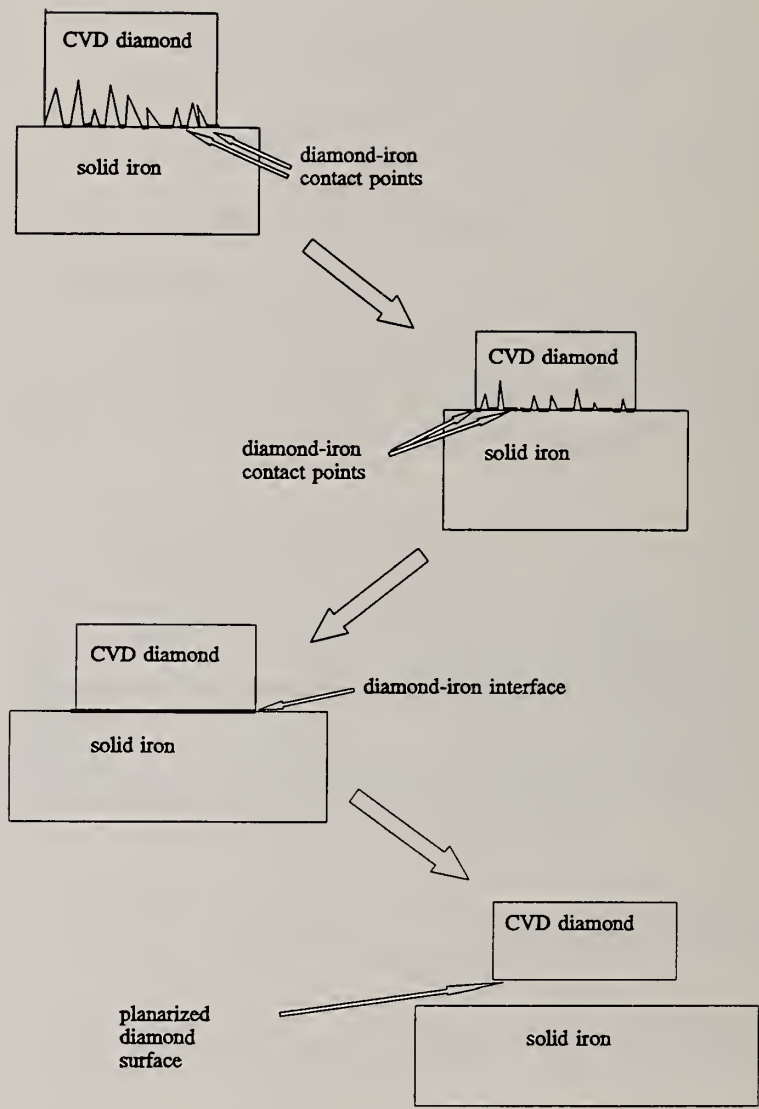 CVD diamond
solid iron
diamond-iron
contact points
CVD diamond
diamond-iron
contact points
solid iron
CVD diamond
diamond-iron interface
solid iron
CVD diamond
planarized
diamond
surface
solid iron